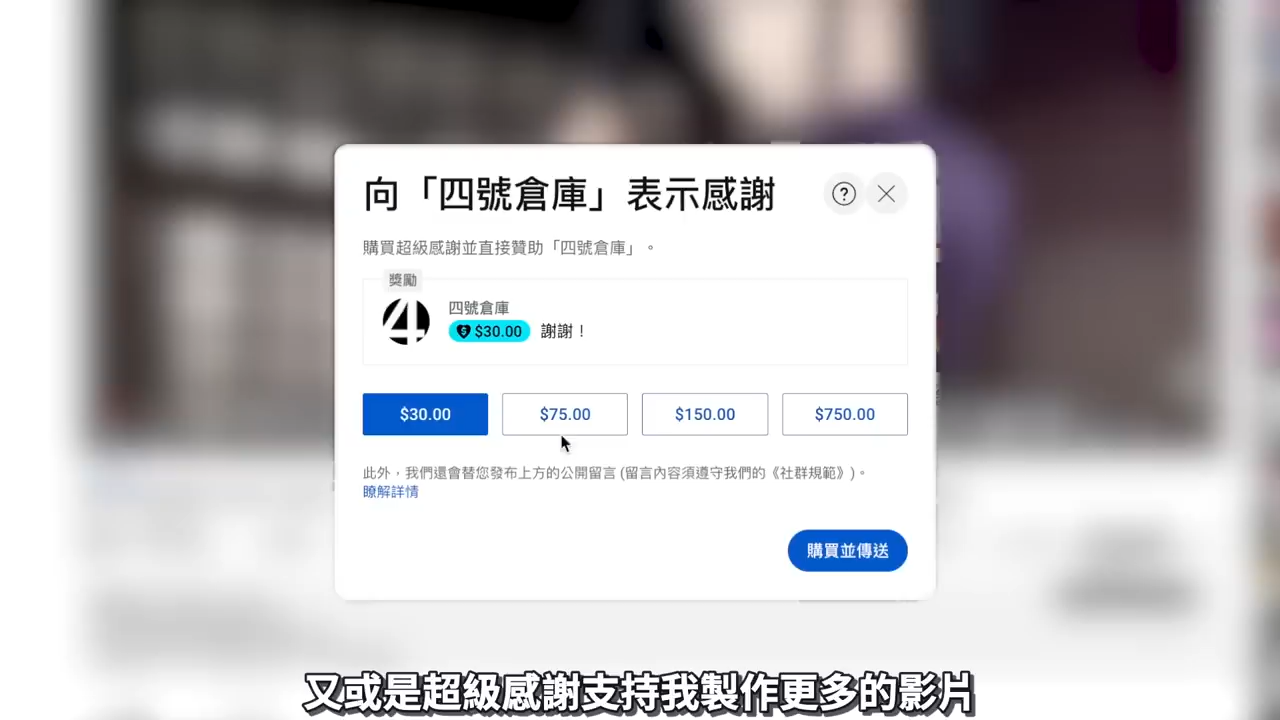 向「四號倉庫」表示感謝
購買超級感謝並直接贊助「四號倉庫」。
獎勵
四號倉庫
$30.00 謝謝！
$30.00 $75.00 $150.00 $750.00
此外，我們還會替您發布上方的公開留言 (留言內容須遵守我們的《社群規範》)。
瞭解詳情
購買並傳送
又或是超級感謝支持我製作更多的影片